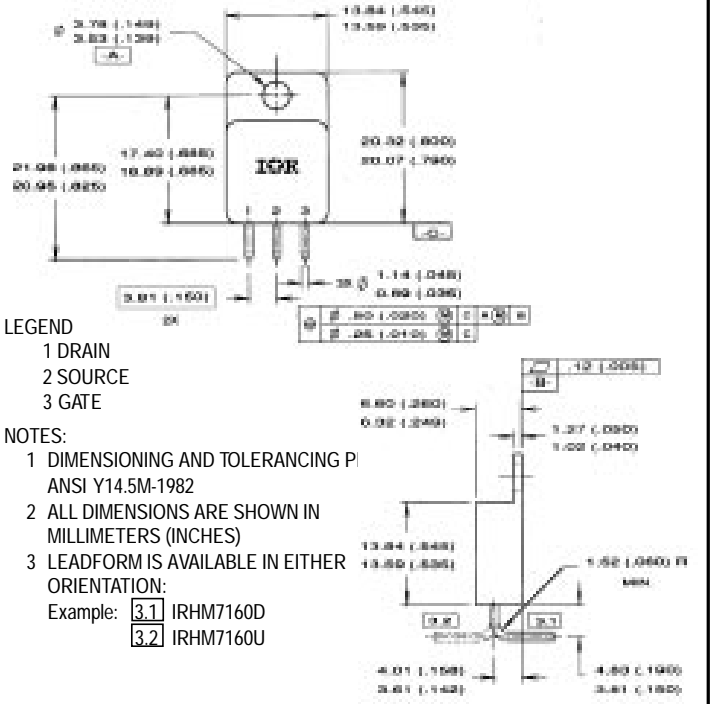 13.84 (.545)
13.59 (.535)
3.78 (.149)
3.53 (.139)
-A-
20.32 (.800)
20.07 (.790)
17.40 (.685)
16.89 (.665)
21.98 (.865)
20.95 (.825)
IOR
1 2 3
-C-
3.81 (.150)
2X
3X Ø 1.14 (.045)
0.89 (.035)
Ø .50 (.020) M C A M B
Ø .25 (.010) M C
LEGEND
1 DRAIN
2 SOURCE
3 GATE
NOTES:
1 DIMENSIONING AND TOLERANCING P
ANSI Y14.5M-1982
2 ALL DIMENSIONS ARE SHOWN IN
MILLIMETERS (INCHES)
3 LEADFORM IS AVAILABLE IN EITHER
ORIENTATION:
Example: 3.1 IRHM7160D
3.2 IRHM7160U
.12 (.005)
-B-
6.60 (.260)
6.32 (.249)
1.27 (.050)
1.02 (.040)
13.84 (.545)
13.59 (.535)
1.52 (.060) R
MIN.
3.2
3.1
4.01 (.158)
3.61 (.142)
4.83 (.190)
3.81 (.150)